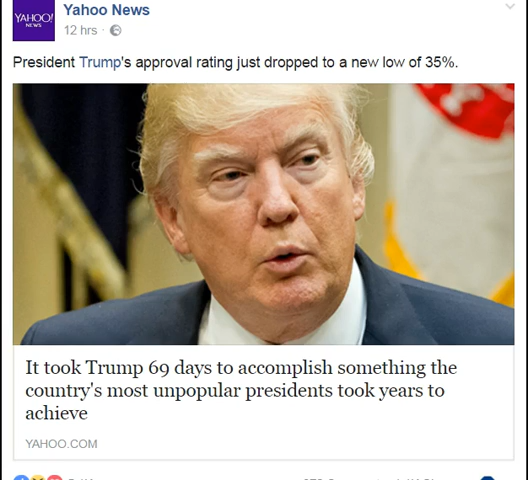 YAHOO!
NEWS
Yahoo News
12 hrs ·
President Trump's approval rating just dropped to a new low of 35%.
It took Trump 69 days to accomplish something the
country's most unpopular presidents took years to
achieve
YAHOO.COM